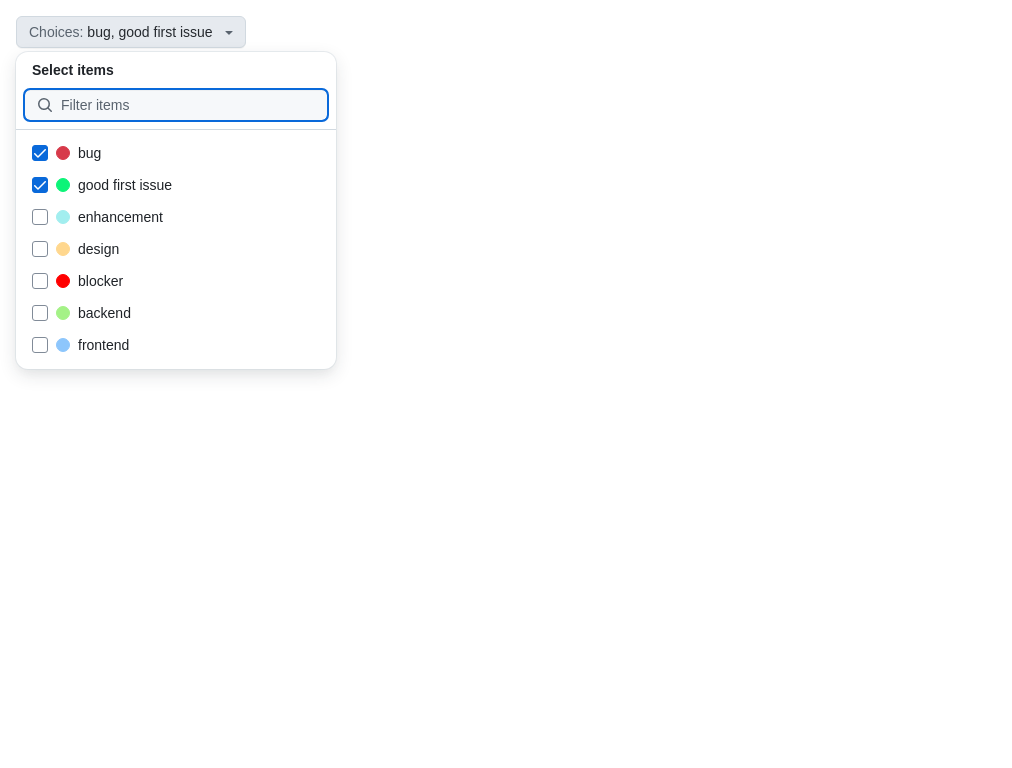 Choices: bug, good first issue
Select items
Filter items
bug
good first issue
enhancement
design
blocker
backend
frontend